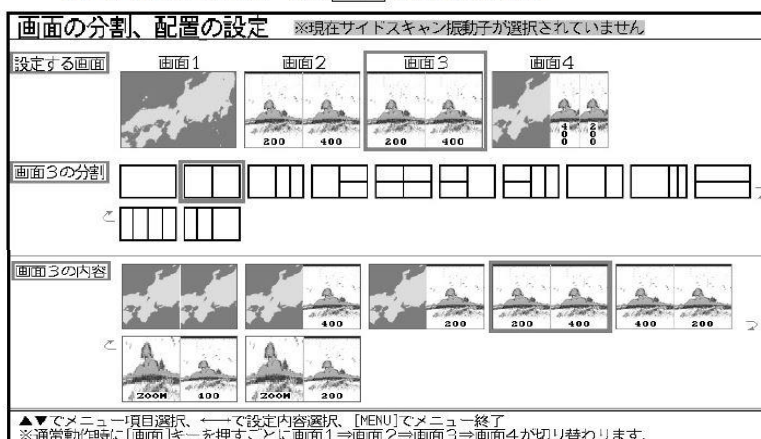 画面の分割、配置の設定 ※現在サイドスキャン振動子が選択されていません
設定する画面 画面1 画面2 画面3 画面4
200 400 200 400 400 200
画面3の分割
画面3の内容
400 200 200 400 400 200
ZOOM 400 ZOOM 200
▲▼でメニュー項目選択、←→で設定内容選択、[MENU]でメニュー終了
※通常動作時に[画面]キーを押すごとに画面1⇒画面2⇒画面3⇒画面4が切り替わります。